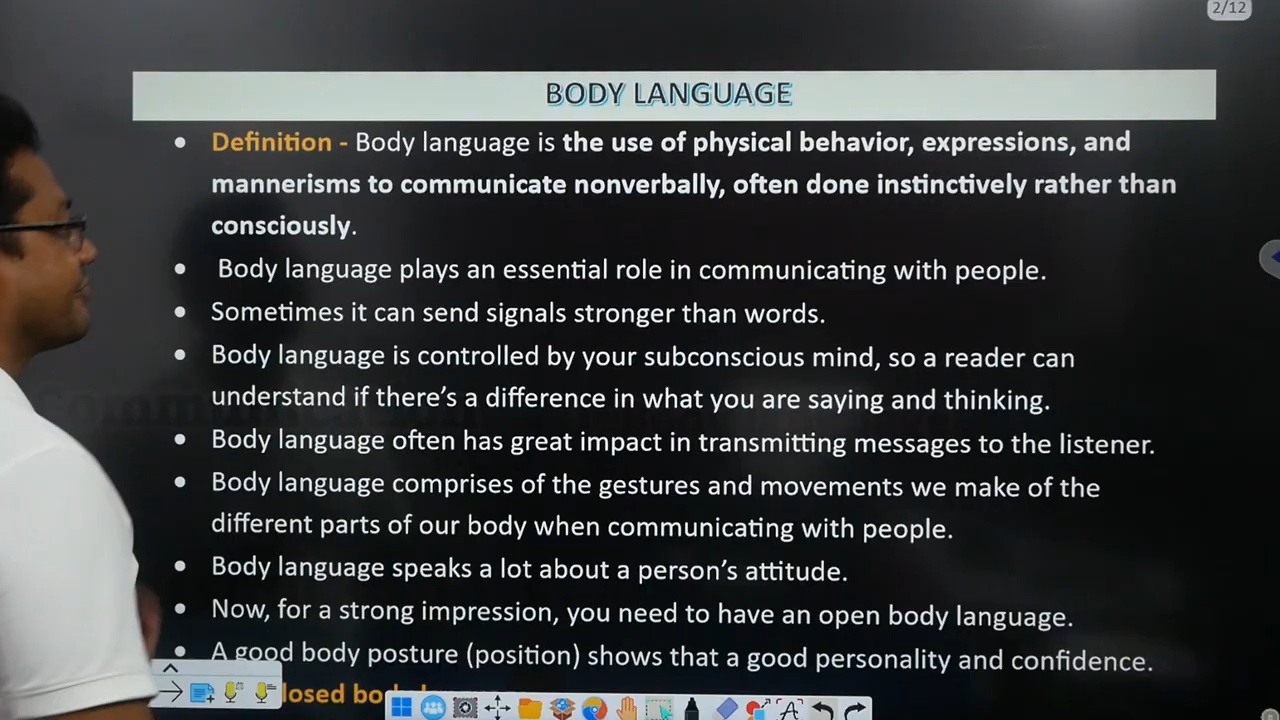 2/12
BODY LANGUAGE
• Definition - Body language is the use of physical behavior, expressions, and
mannerisms to communicate nonverbally, often done instinctively rather than
consciously.
• Body language plays an essential role in communicating with people.
• Sometimes it can send signals stronger than words.
• Body language is controlled by your subconscious mind, so a reader can
understand if there's a difference in what you are saying and thinking.
• Body language often has great impact in transmitting messages to the listener.
• Body language comprises of the gestures and movements we make of the
different parts of our body when communicating with people.
• Body language speaks a lot about a person's attitude.
• Now, for a strong impression, you need to have an open body language.
• A good body posture (position) shows that a good personality and confidence.